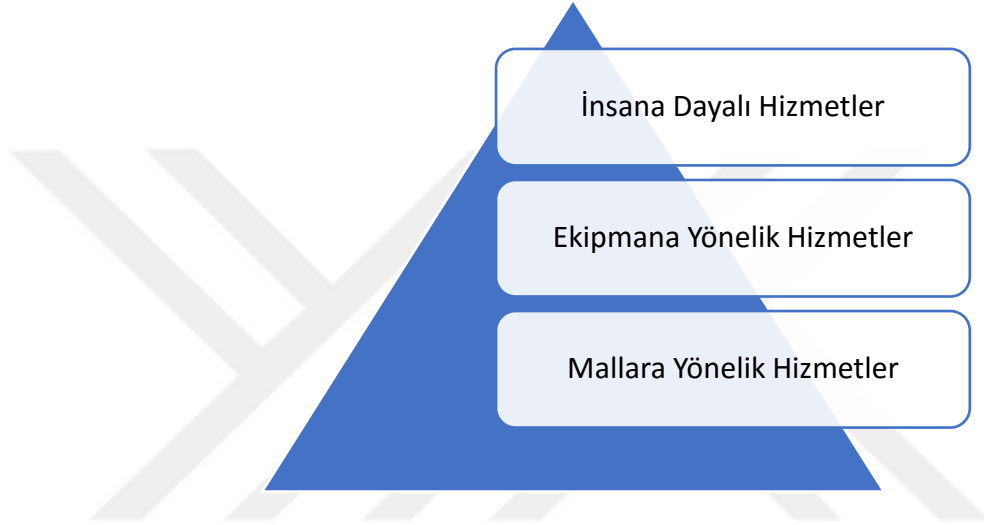 İnsana Dayalı Hizmetler
Ekipmana Yönelik Hizmetler
Mallara Yönelik Hizmetler